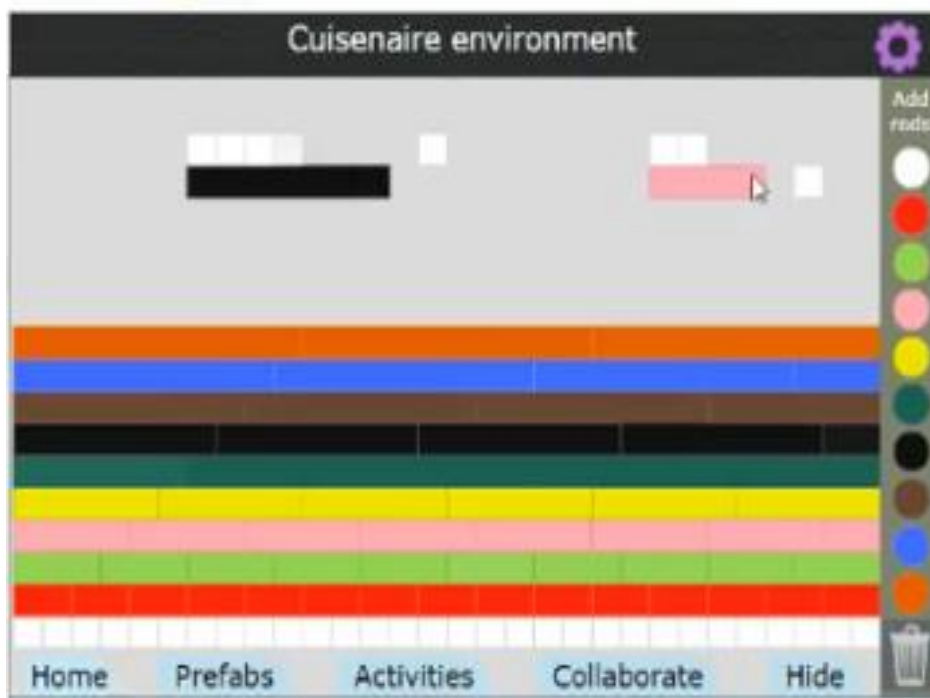 Cuisenaire environment
Add
rods
Home Prefabs Activities Collaborate Hide